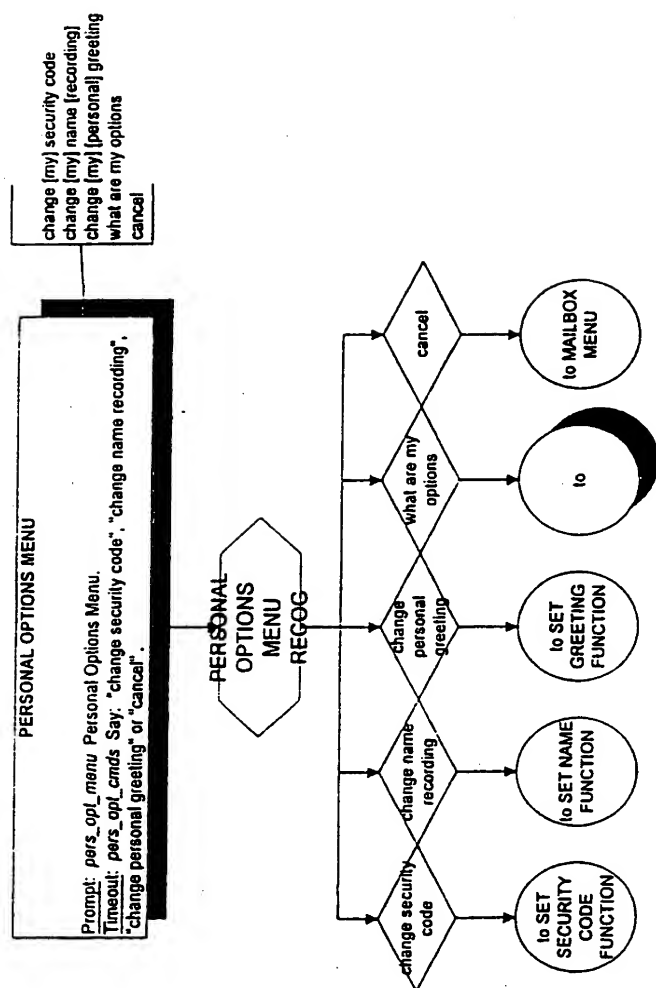 PERSONAL OPTIONS MENU
Prompt: pers_opt_menu Personal Options Menu.
Timeout: pers_opt_cmds Say: "change security code", "change name recording",
"change personal greeting" or "cancel".
change [my] security code
change [my] name [recording]
change [my] [personal] greeting
what are my options
cancel
PERSONAL
OPTIONS
MENU
REGOG
change security
code
change name
recording
change
personal
greeting
what are my
options
cancel
to SET
SECURITY
CODE
FUNCTION
to SET NAME
FUNCTION
to SET
GREETING
FUNCTION
to
to MAILBOX
MENU